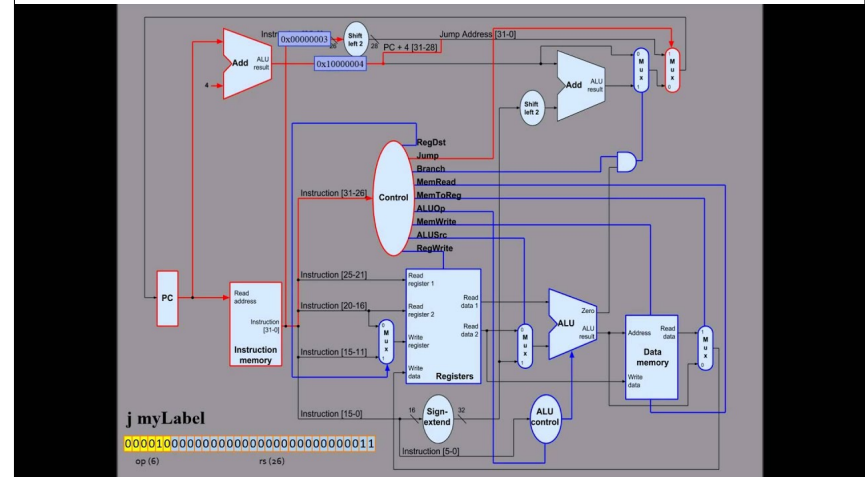 Instr
0x00000003
26
Shift
left 2
28
Jump Address [31-0]
PC + 4 [31-28]
Add
ALU
result
0x10000004
4
0
M
u
x
1
1
M
u
x
0
Add
ALU
result
Shift
left 2
RegDst
Jump
Branch
MemRead
MemToReg
ALUOp
MemWrite
ALUSrc
RegWrite
Control
Instruction [31-26]
Instruction [25-21]
Instruction [20-16]
Instruction [15-11]
Instruction [15-0]
Instruction [5-0]
PC
Read
address
Instruction
[31-0]
Instruction
memory
0
M
u
x
1
Read
register 1
Read
register 2
Write
register
Write
data
Read
data 1
Read
data 2
Registers
0
M
u
x
1
Zero
ALU
ALU
result
Address
Read
data
Data
memory
Write
data
1
M
u
x
0
16
Sign-
extend
32
ALU
control
j myLabel
00001000000000000000000000000011
op (6)
rs (26)